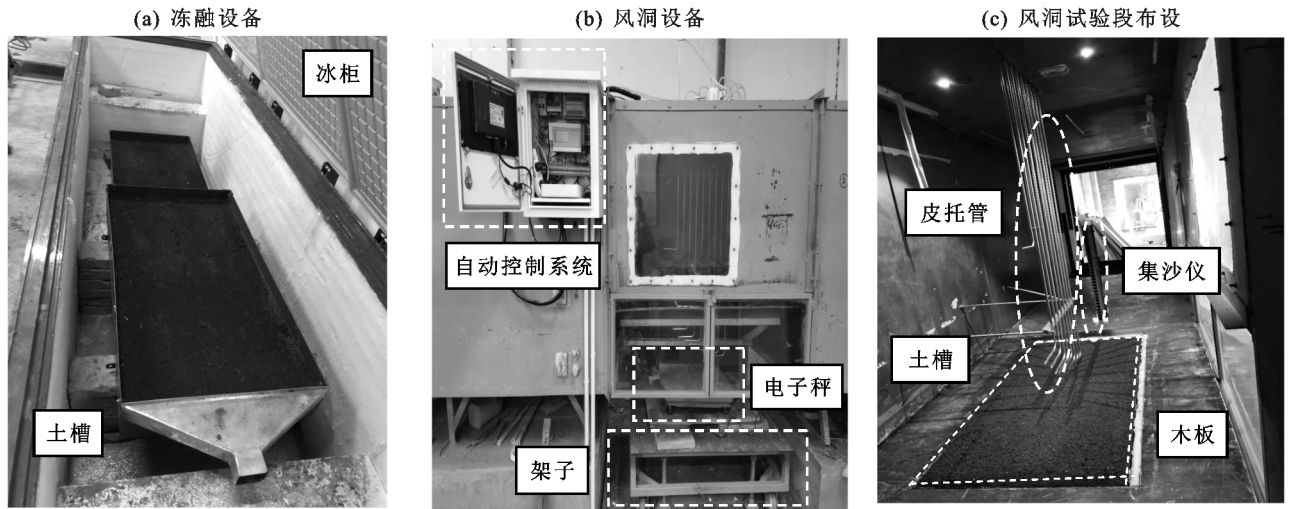 (a) 冻融设备
冰柜
土槽
(b) 风洞设备
自动控制系统
电子秤
架子
(c) 风洞试验段布设
皮托管
集沙仪
土槽
木板